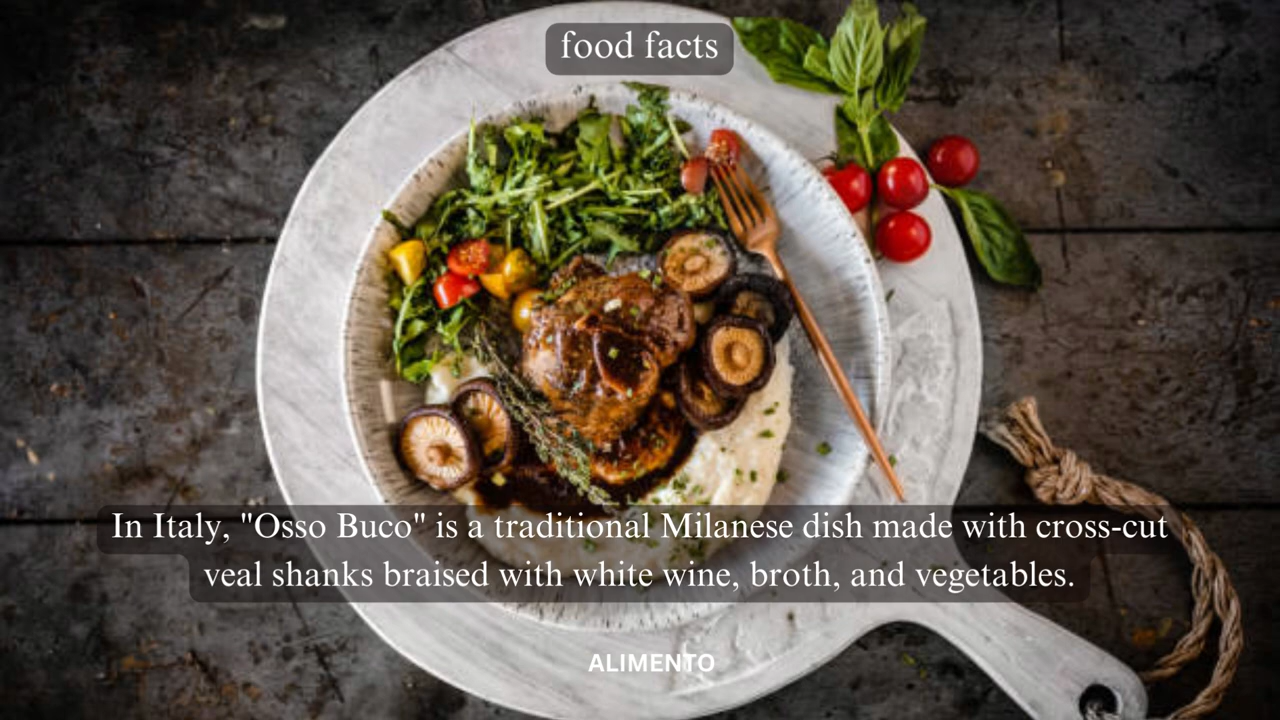 food facts
In Italy, "Osso Buco" is a traditional Milanese dish made with cross-cut
veal shanks braised with white wine, broth, and vegetables.
ALIMENTO